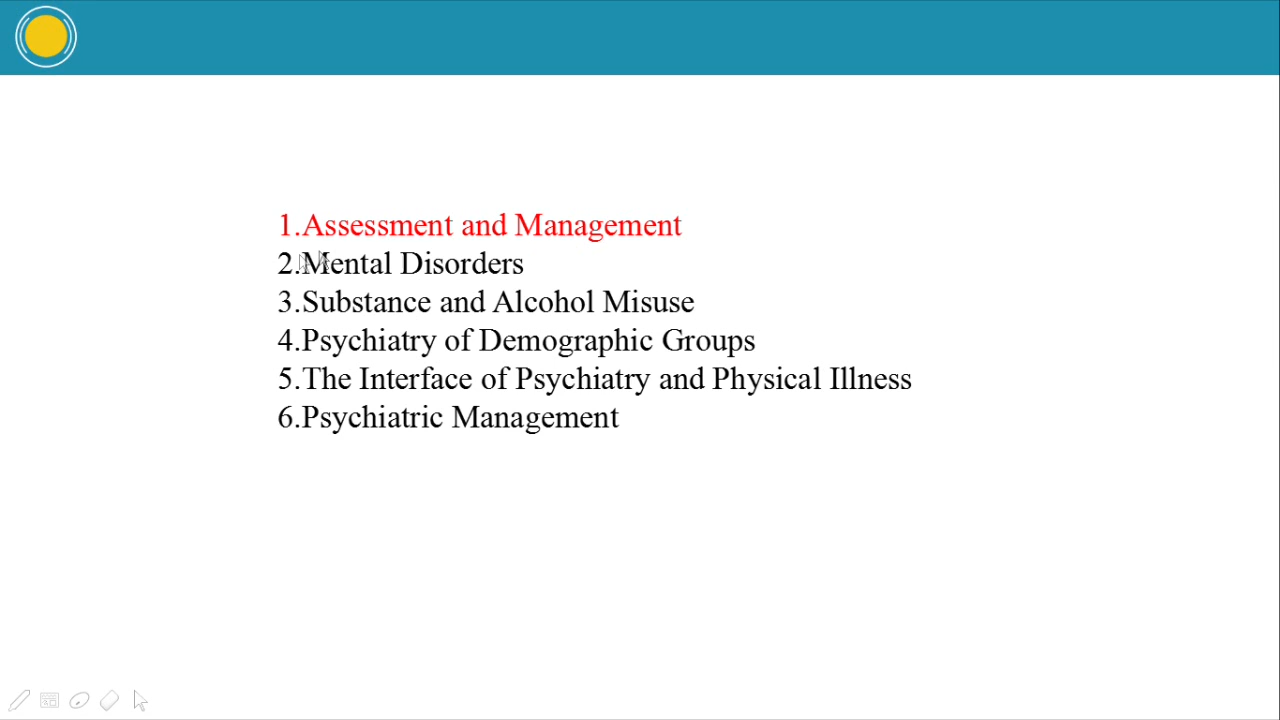 1.Assessment and Management
2.Mental Disorders
3.Substance and Alcohol Misuse
4.Psychiatry of Demographic Groups
5.The Interface of Psychiatry and Physical Illness
6.Psychiatric Management